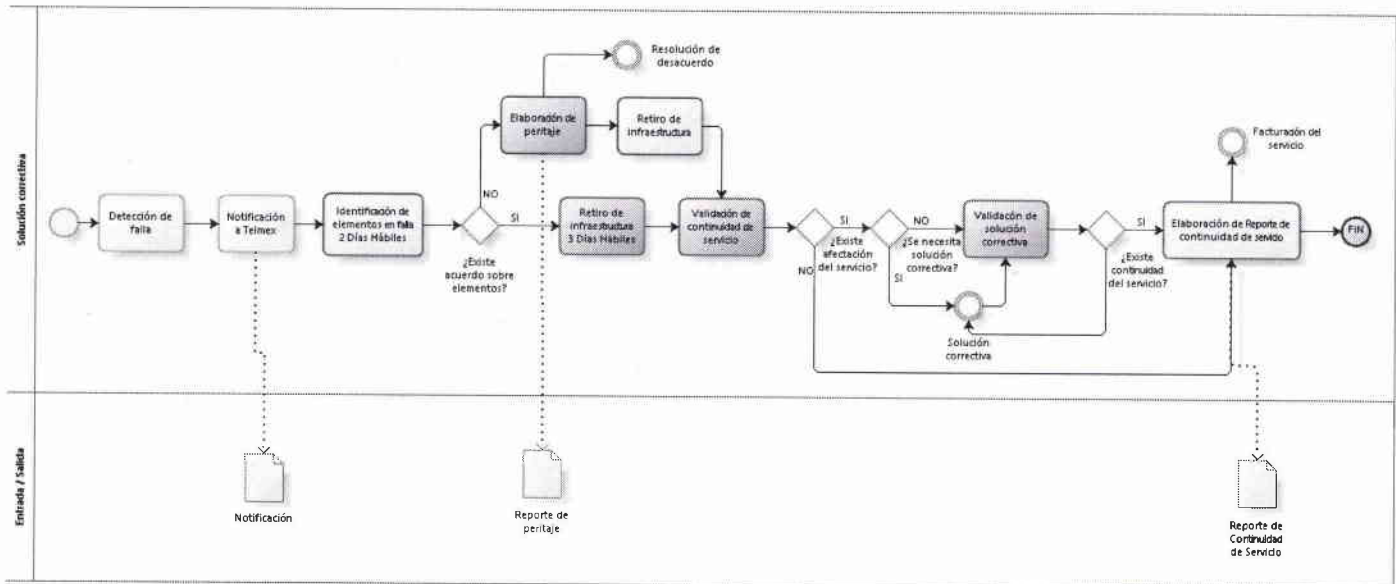 Solución correctiva
Resolución de
desacuerdo
Elaboración de
peritaje
Retiro de
infraestructura
Facturación del
servicio
NO
Detección de
falla
Notificación
a Telmex
Identificación de
elementos en falla
2 Días Hábiles
SI
¿Existe
acuerdo sobre
elementos?
Retiro de
infraestructura
3 Días Hábiles
Validación de
continuidad de
servicio
SI
¿Existe
afectación
del servicio?
NO
NO
¿Se necesita
solución
correctiva?
SI
Validación de
solución
correctiva
Solución
correctiva
SI
¿Existe
continuidad
del servicio?
Elaboración de Reporte de
continuidad de servicio
FIN
Entrada / Salida
Notificación
Reporte de
peritaje
Reporte de
Continuidad
de Servicio